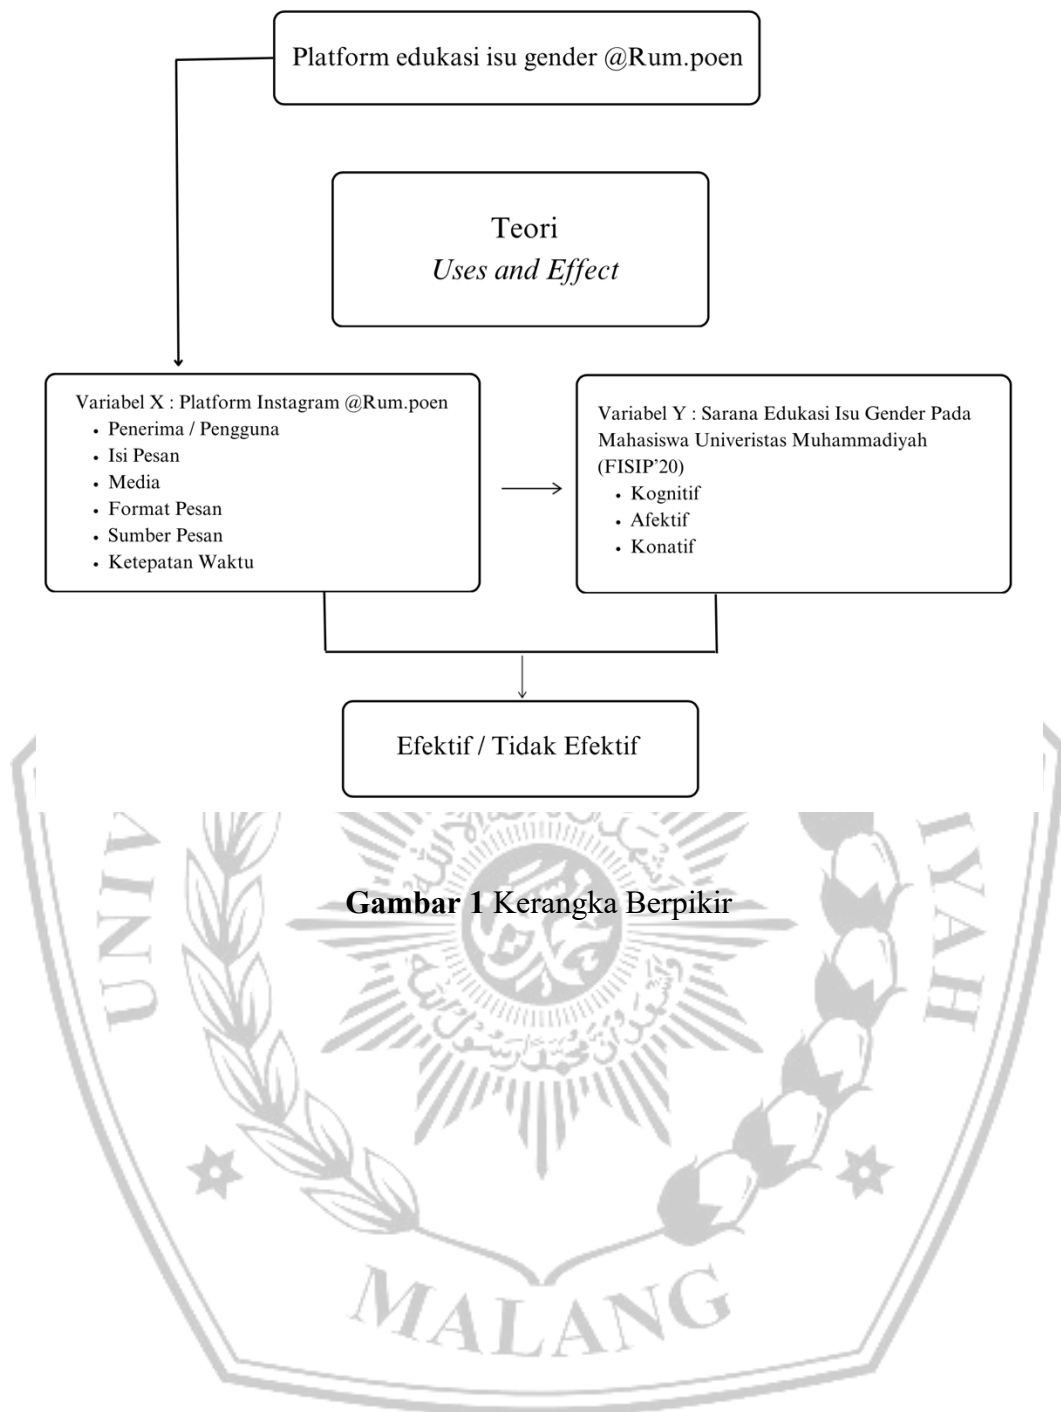 Platform edukasi isu gender @Rum.poen
Teori
Uses and Effect
Variabel X : Platform Instagram @Rum.poen
• Penerima / Pengguna
• Isi Pesan
• Media
• Format Pesan
• Sumber Pesan
• Ketepatan Waktu
Variabel Y : Sarana Edukasi Isu Gender Pada
Mahasiswa Univeristas Muhammadiyah
(FISIP’20)
• Kognitif
• Afektif
• Konatif
Efektif / Tidak Efektif
Gambar 1 Kerangka Berpikir
UNIV
IYAH
MALANG